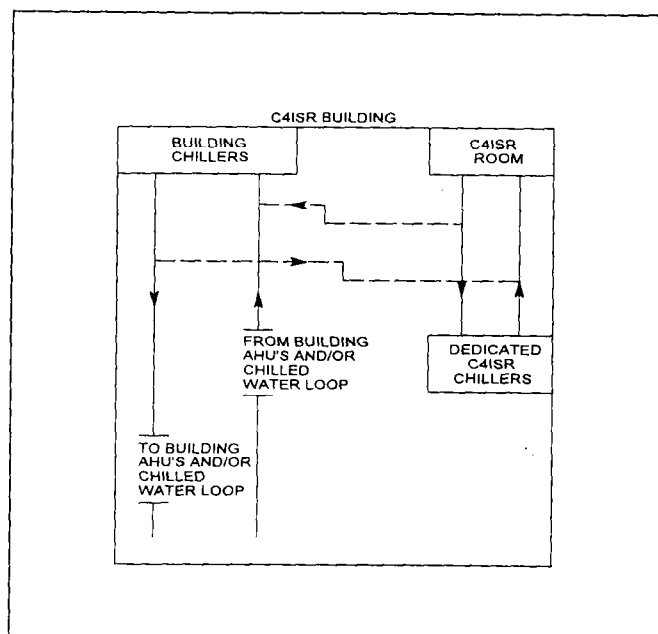 C4ISR BUILDING
BUILDING
CHILLERS
C4ISR
ROOM
FROM BUILDING
AHU'S AND/OR
CHILLED
WATER LOOP
DEDICATED
C4ISR
CHILLERS
TO BUILDING
AHU'S AND/OR
CHILLED
WATER LOOP